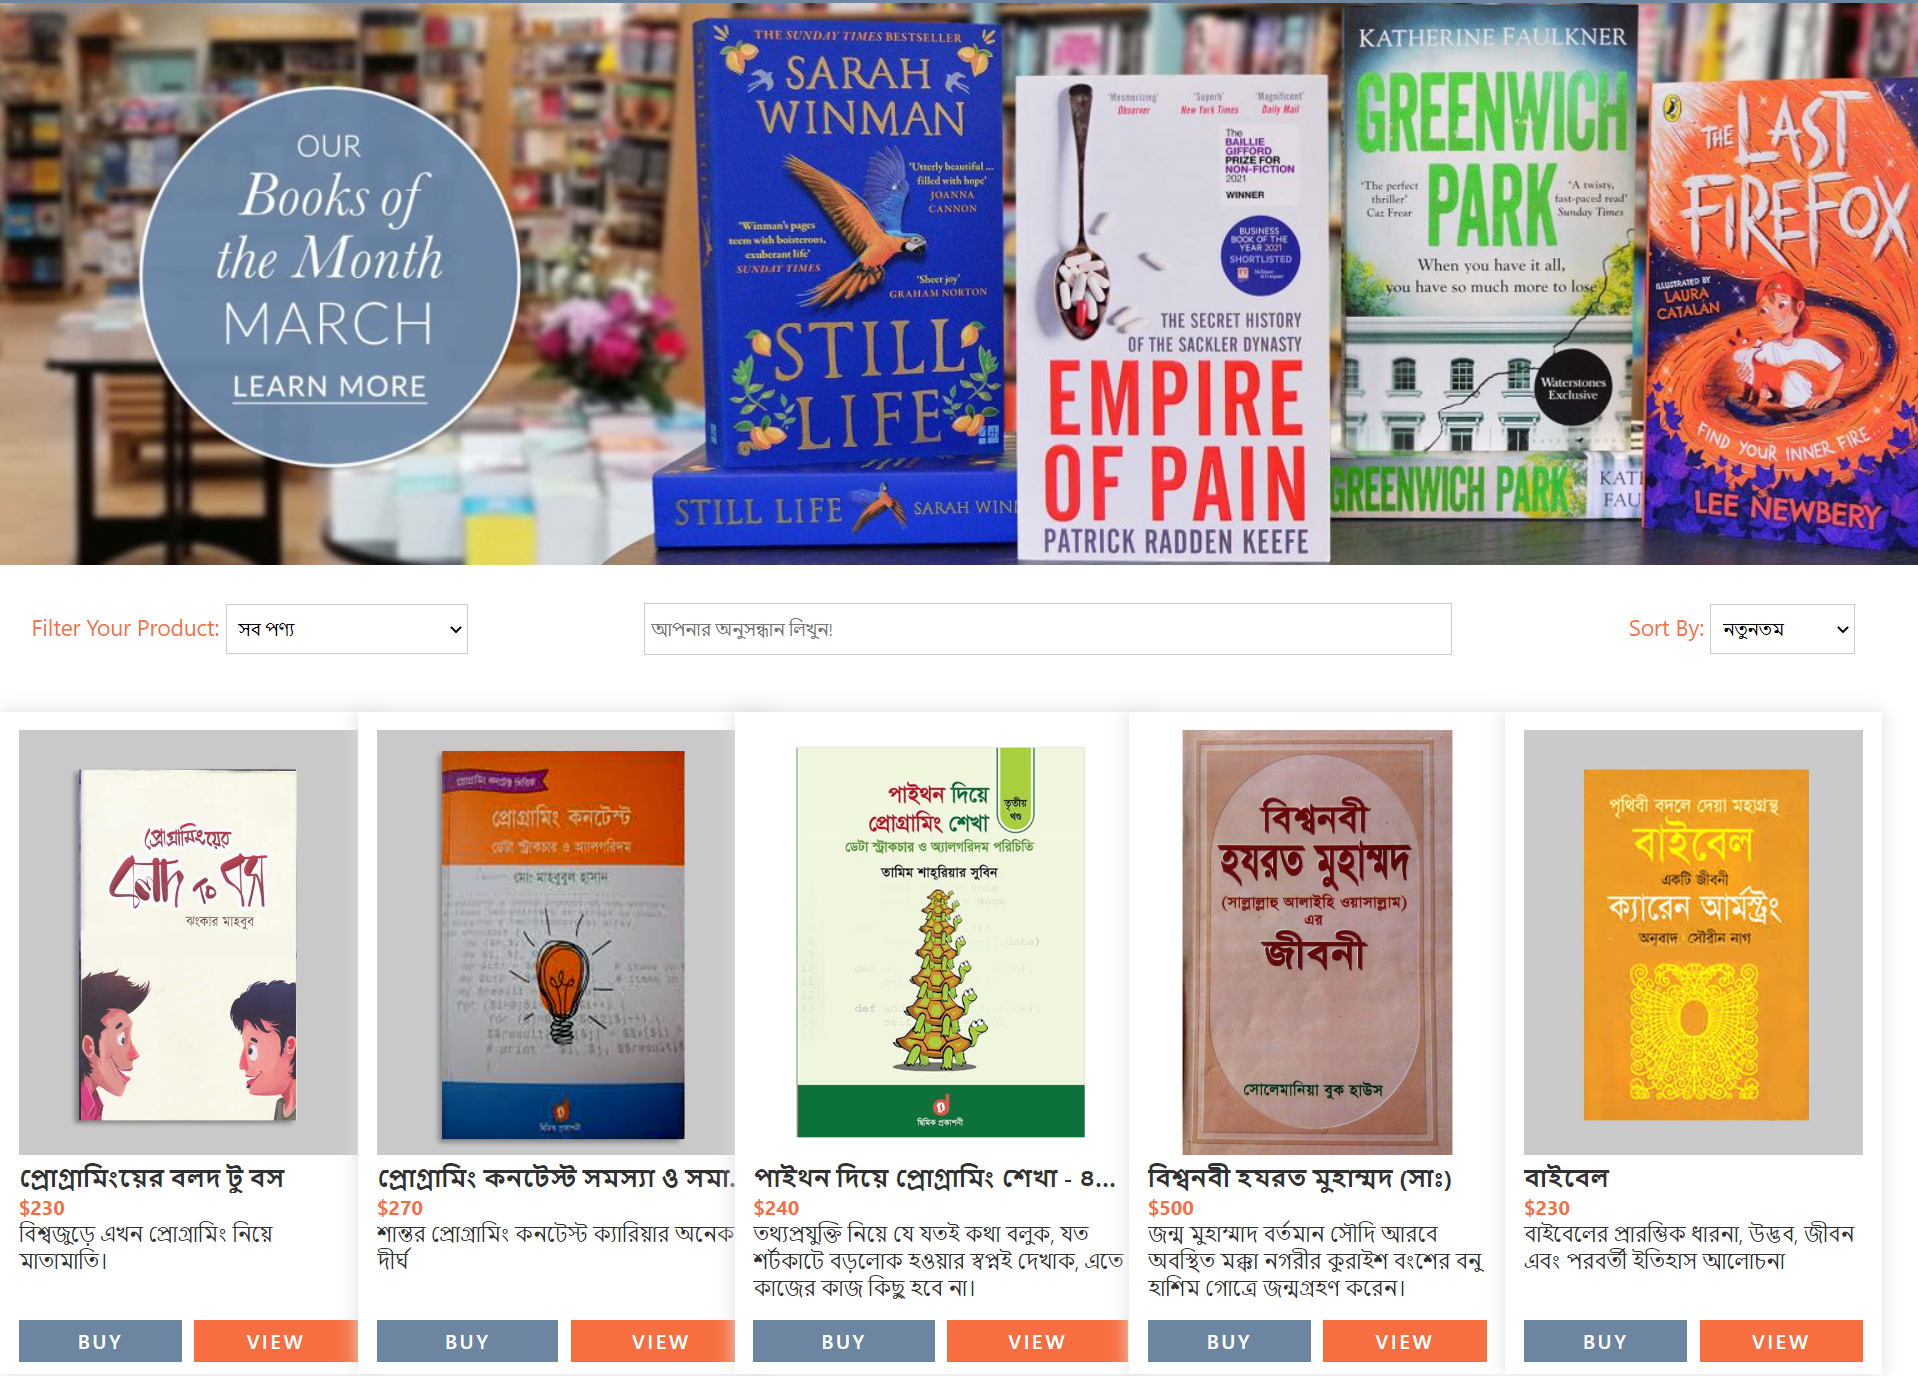 OUR
Books of
the Month
MARCH
LEARN MORE
THE SUNDAY TIMES BESTSELLER
SARAH
WINMAN
'Utterly beautiful ...
filled with hope'
JOANNA
CANNON
'Winman's pages
teem with boisterous,
exuberant life'
SUNDAY TIMES
'Sheer joy'
GRAHAM NORTON
STILL
LIFE
STILL LIFE SARAH WINM
'Mesmerizing' 'Superb' 'Magnificent'
Observer New York Times Daily Mail
The
BAILLIE
GIFFORD
PRIZE FOR
NON-FICTION
2021
WINNER
BUSINESS
BOOK OF THE
YEAR 2021
SHORTLISTED
THE SECRET HISTORY
OF THE SACKLER DYNASTY
EMPIRE
OF PAIN
PATRICK RADDEN KEEFE
KATHERINE FAULKNER
GREENWICH
PARK
'The perfect
thriller'
Caz Frear
'A twisty,
fast-paced read'
Sunday Times
When you have it all,
you have so much more to lose
Waterstones
Exclusive
GREENWICH PARK KATH
FAU
THE LAST
FIREFOX
ILLUSTRATED BY
LAURA
CATALÁN
FIND YOUR INNER FIRE...
LEE NEWBERY
Filter Your Product: সব পণ্য
আপনার অনুসন্ধান লিখুন!
Sort By: নতুনতম
প্রোগ্রামিংয়ের
বলদ To বস
ঝংকার মাহবুব
প্রোগ্রামিংয়ের বলদ টু বস
$230
বিশ্বজুড়ে এখন প্রোগ্রামিং নিয়ে
মাতামাতি।
BUY VIEW
প্রোগ্রামিং কনটেস্ট সিরিজ
প্রোগ্রামিং কনটেস্ট
ডেটা স্ট্রাকচার ও অ্যালগরিদম
মোঃ মাহবুবুল হাসান
দ্বিমিক প্রকাশনী
প্রোগ্রামিং কনটেস্ট সমস্যা ও সমা..
$270
শান্তর প্রোগ্রামিং কনটেস্ট ক্যারিয়ার অনেক
দীর্ঘ
BUY VIEW
পাইথন দিয়ে
প্রোগ্রামিং শেখা
তৃতীয়
খণ্ড
ডেটা স্ট্রাকচার ও অ্যালগরিদম পরিচিতি
তামিম শাহ্‌রিয়ার সুবিন
দ্বিমিক প্রকাশনী
পাইথন দিয়ে প্রোগ্রামিং শেখা - ৪...
$240
তথ্যপ্রযুক্তি নিয়ে যে যতই কথা বলুক, যত
শর্টকাটে বড়লোক হওয়ার স্বপ্নই দেখাক, এতে
কাজের কাজ কিছু হবে না।
BUY VIEW
বিশ্বনবী
হযরত মুহাম্মদ
(সাল্লাল্লাহু আলাইহি ওয়াসাল্লাম)
এর
জীবনী
সোলেমানিয়া বুক হাউস
বিশ্বনবী হযরত মুহাম্মদ (সাঃ)
$500
জন্ম মুহাম্মাদ বর্তমান সৌদি আরবে
অবস্থিত মক্কা নগরীর কুরাইশ বংশের বনু
হাশিম গোত্রে জন্মগ্রহণ করেন।
BUY VIEW
পৃথিবী বদলে দেয়া মহাগ্রন্থ
বাইবেল
একটি জীবনী
ক্যারেন আর্মস্ট্রং
অনুবাদ সৌরীন নাগ
বাইবেল
$230
বাইবেলের প্রারম্ভিক ধারনা, উদ্ভব, জীবন
এবং পরবর্তী ইতিহাস আলোচনা
BUY VIEW